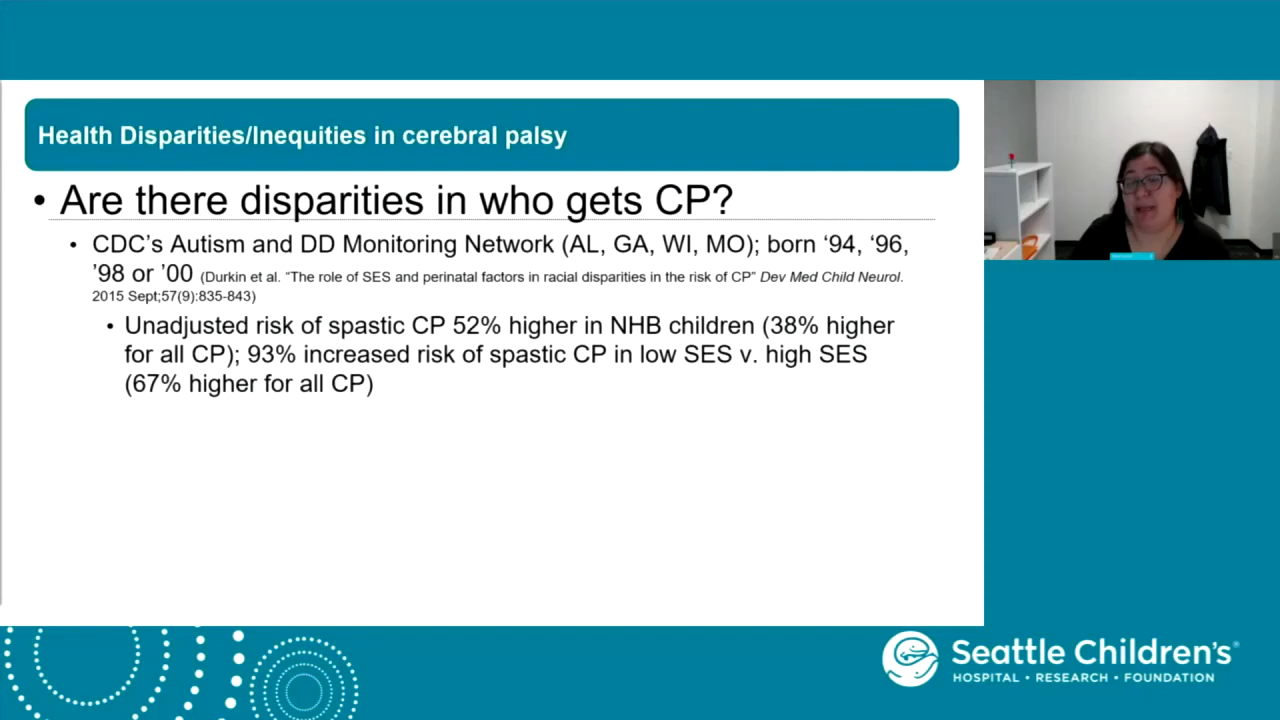 Health Disparities/Inequities in cerebral palsy
• Are there disparities in who gets CP?
• CDC's Autism and DD Monitoring Network (AL, GA, WI, MO); born ‘94, ‘96,
’98 or ’00 (Durkin et al. “The role of SES and perinatal factors in racial disparities in the risk of CP” Dev Med Child Neurol.
2015 Sept;57(9):835-843)
• Unadjusted risk of spastic CP 52% higher in NHB children (38% higher
for all CP); 93% increased risk of spastic CP in low SES v. high SES
(67% higher for all CP)
Seattle Children's®
HOSPITAL • RESEARCH • FOUNDATION